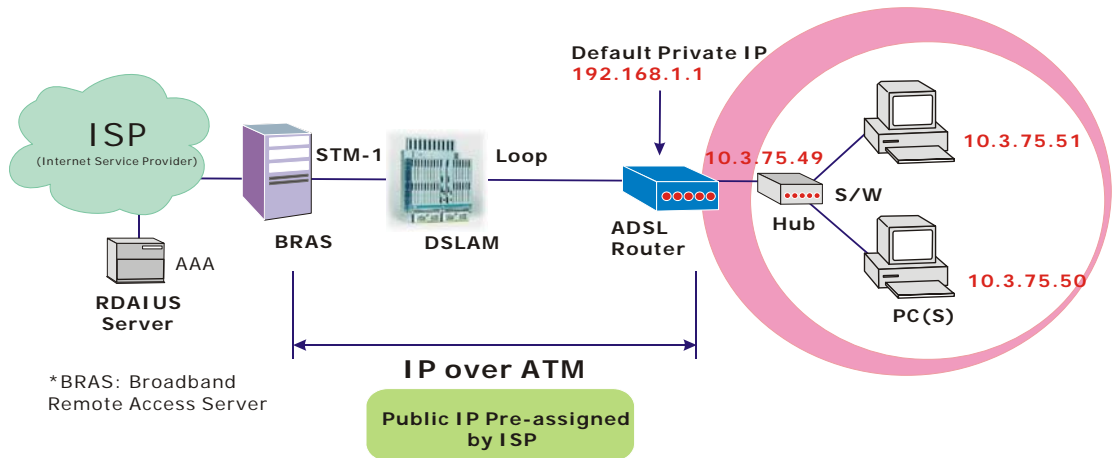 Default Private IP
192.168.1.1
ISP
(Internet Service Provider)
STM-1
Loop
10.3.75.49
10.3.75.51
S/W
Hub
BRAS
DSLAM
ADSL
Router
AAA
RDAIUS
Server
10.3.75.50
PC(S)
IP over ATM
*BRAS: Broadband
Remote Access Server
Public IP Pre-assigned
by ISP